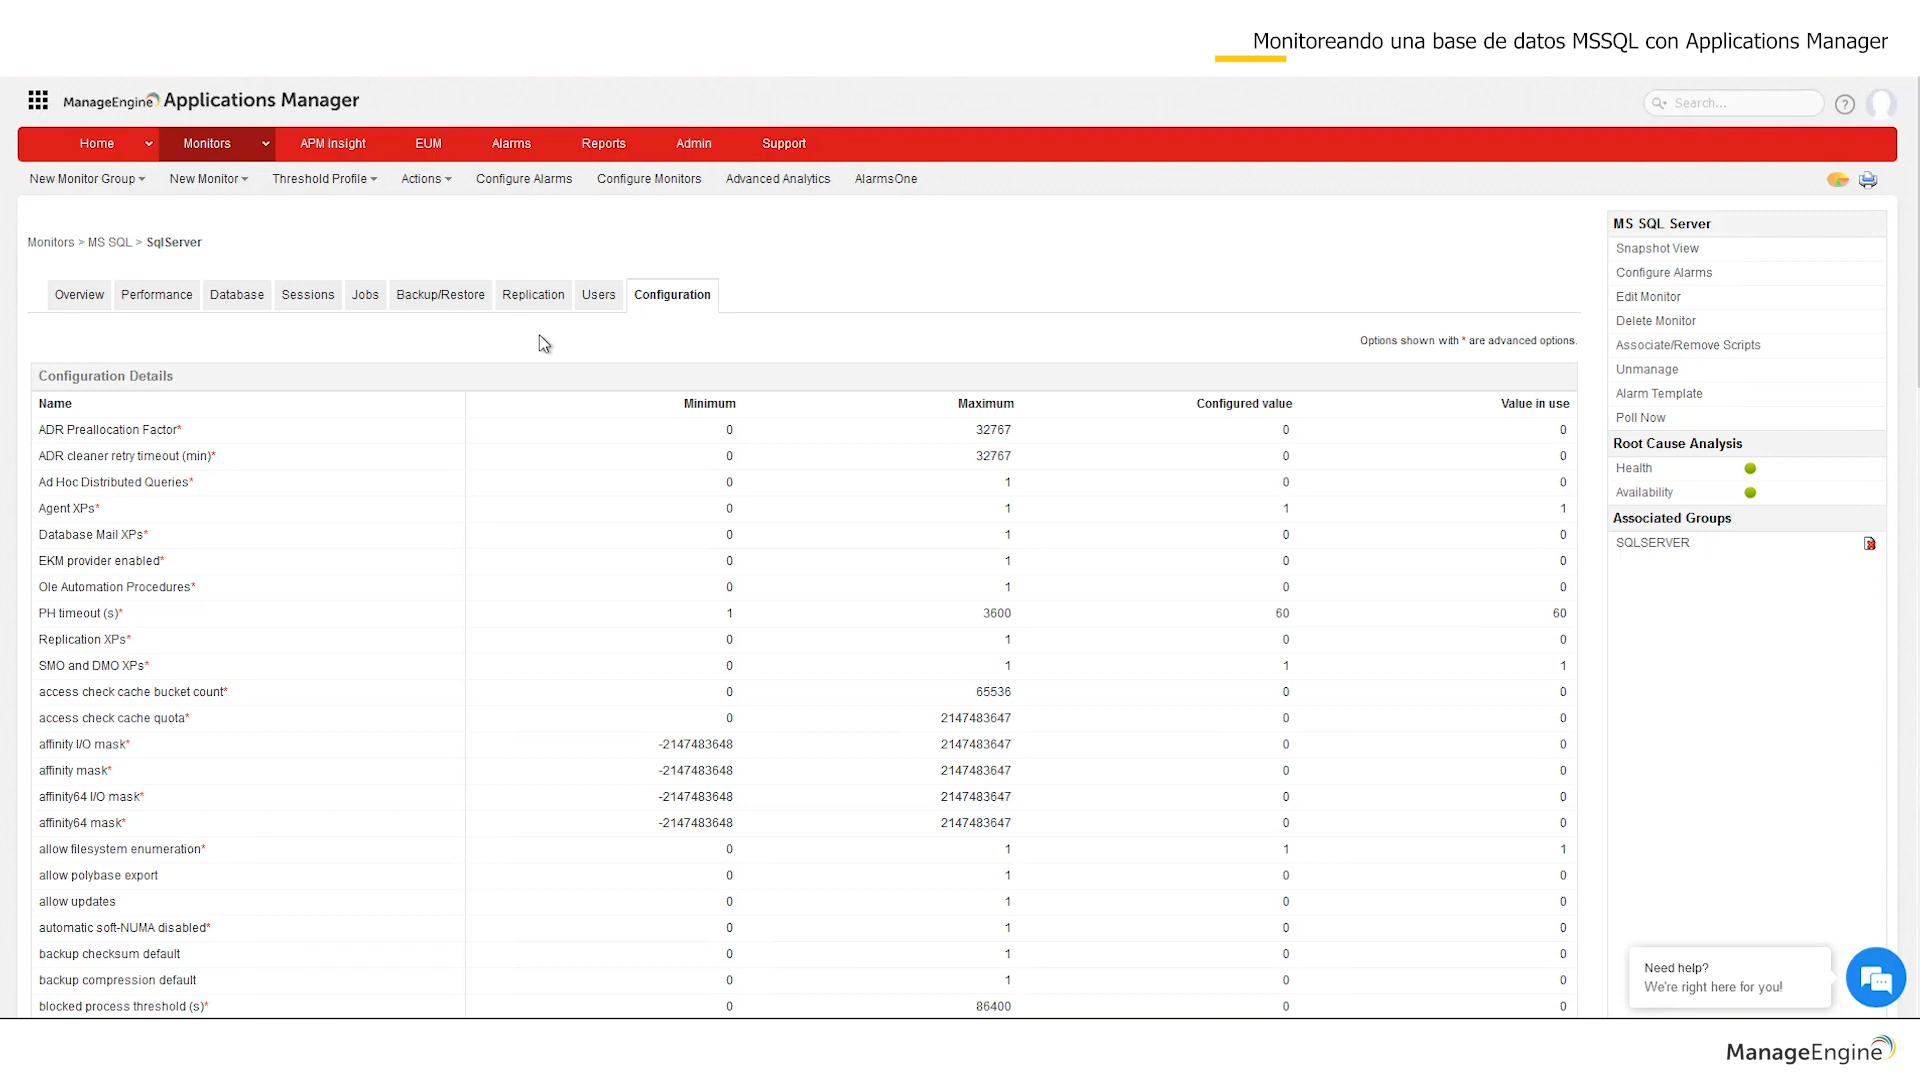 Monitoreando una base de datos MSSQL con Applications Manager
ManageEngine Applications Manager
Search...
?
Home Monitors APM Insight EUM Alarms Reports Admin Support
New Monitor Group New Monitor Threshold Profile Actions Configure Alarms Configure Monitors Advanced Analytics AlarmsOne
Monitors > MS SQL > SqlServer
Overview Performance Database Sessions Jobs Backup/Restore Replication Users Configuration
Options shown with * are advanced options.
Configuration Details
Name Minimum Maximum Configured value Value in use
ADR Preallocation Factor* 0 32767 0 0
ADR cleaner retry timeout (min)* 0 32767 0 0
Ad Hoc Distributed Queries* 0 1 0 0
Agent XPs* 0 1 1 1
Database Mail XPs* 0 1 0 0
EKM provider enabled* 0 1 0 0
Ole Automation Procedures* 0 1 0 0
PH timeout (s)* 1 3600 60 60
Replication XPs* 0 1 0 0
SMO and DMO XPs* 0 1 1 1
access check cache bucket count* 0 65536 0 0
access check cache quota* 0 2147483647 0 0
affinity I/O mask* -2147483648 2147483647 0 0
affinity mask* -2147483648 2147483647 0 0
affinity64 I/O mask* -2147483648 2147483647 0 0
affinity64 mask* -2147483648 2147483647 0 0
allow filesystem enumeration* 0 1 1 1
allow polybase export 0 1 0 0
allow updates 0 1 0 0
automatic soft-NUMA disabled* 0 1 0 0
backup checksum default 0 1 0 0
backup compression default 0 1 0 0
blocked process threshold (s)* 0 86400 0 0
MS SQL Server
Snapshot View
Configure Alarms
Edit Monitor
Delete Monitor
Associate/Remove Scripts
Unmanage
Alarm Template
Poll Now
Root Cause Analysis
Health
Availability
Associated Groups
SQLSERVER
Need help?
We're right here for you!
ManageEngine